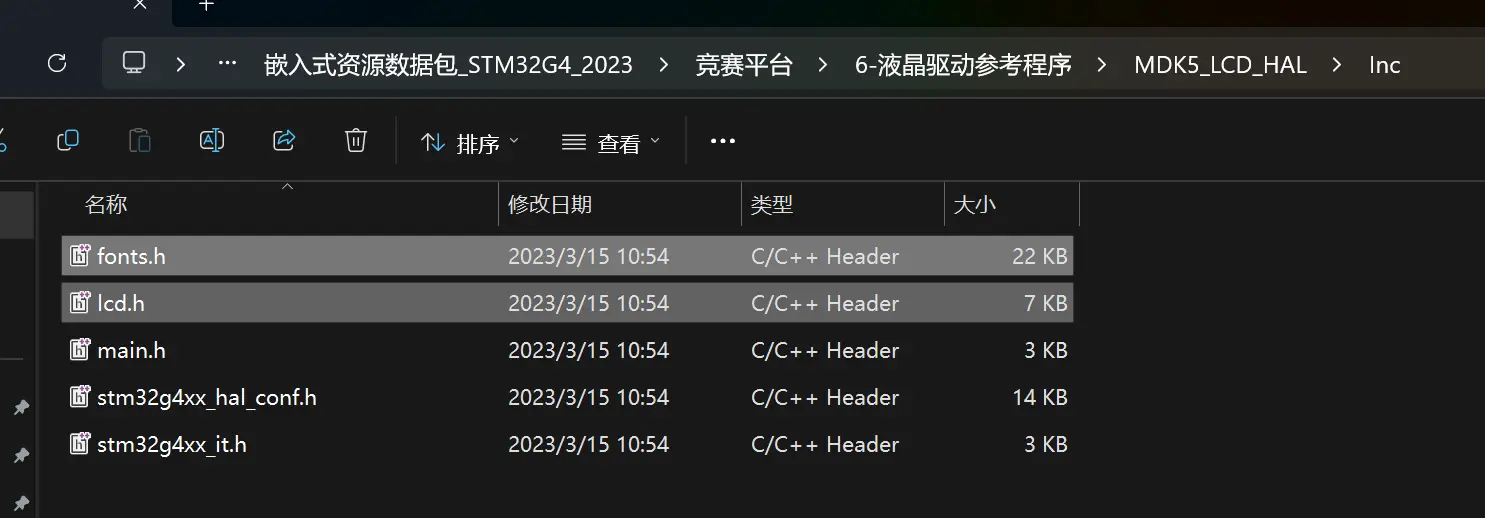 嵌入式资源数据包_STM32G4_2023 > 竞赛平台 > 6-液晶驱动参考程序 > MDK5_LCD_HAL > Inc
排序 查看
名称 修改日期 类型 大小
fonts.h 2023/3/15 10:54 C/C++ Header 22 KB
lcd.h 2023/3/15 10:54 C/C++ Header 7 KB
main.h 2023/3/15 10:54 C/C++ Header 3 KB
stm32g4xx_hal_conf.h 2023/3/15 10:54 C/C++ Header 14 KB
stm32g4xx_it.h 2023/3/15 10:54 C/C++ Header 3 KB